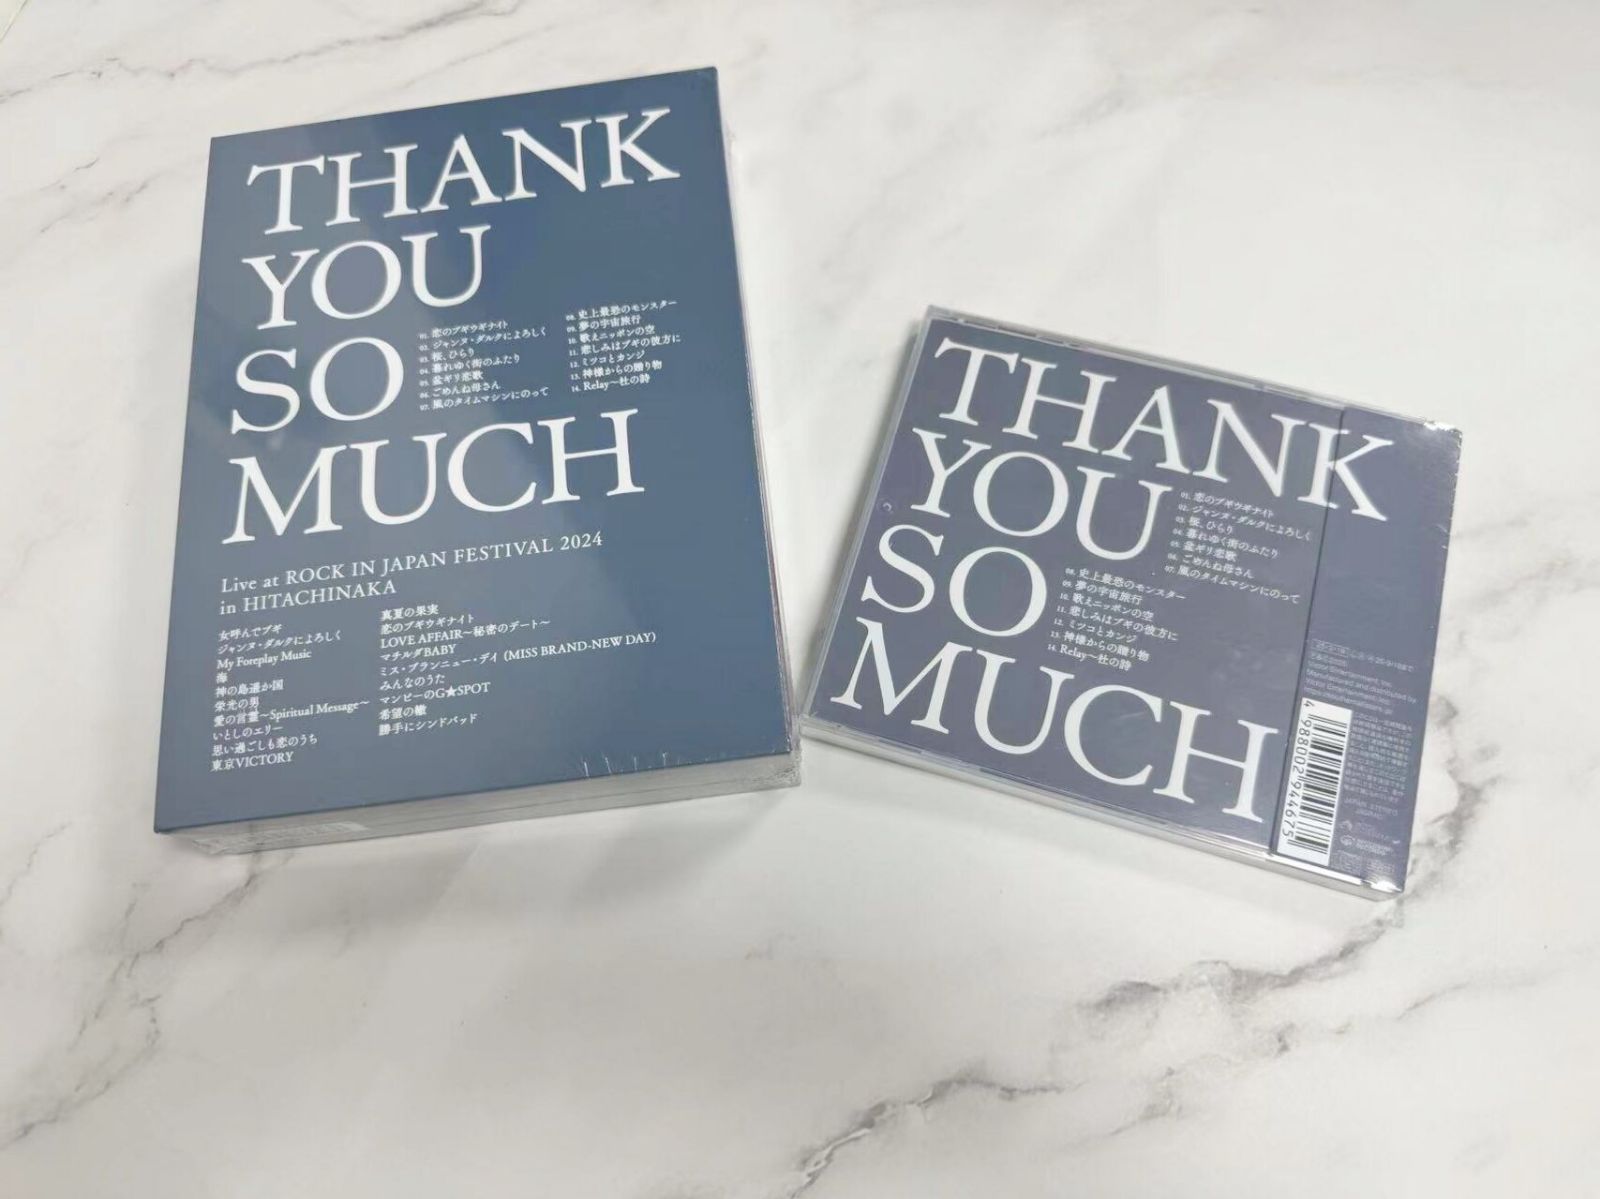 THANK
YOU
SO
MUCH
01. 恋のブギウギナイト
02. ジャンヌ・ダルクによろしく
03. 桜、ひらり
04. 暮れゆく街のふたり
05. 盆ギリ恋歌
06. ごめんね母さん
07. 風のタイムマシンにのって
08. 史上最恐のモンスター
09. 夢の宇宙旅行
10. 歌えニッポンの空
11. 悲しみはブギの彼方に
12. ミツコとカンジ
13. 神様からの贈り物
14. Relay〜杜の詩
Live at ROCK IN JAPAN FESTIVAL 2024
in HITACHINAKA
女呼んでブギ
ジャンヌ・ダルクによろしく
My Foreplay Music
海
神の島遥か国
栄光の男
愛の言霊〜Spiritual Message〜
いとしのエリー
思い過ごしも恋のうち
東京VICTORY
真夏の果実
恋のブギウギナイト
LOVE AFFAIR〜秘密のデート〜
マチルダBABY
ミス・ブランニュー・デイ (MISS BRAND-NEW DAY)
みんなのうた
マンピーのG★SPOT
希望の轍
勝手にシンドバッド
THANK
YOU
SO
MUCH
01. 恋のブギウギナイト
02. ジャンヌ・ダルクによろしく
03. 桜、ひらり
04. 暮れゆく街のふたり
05. 盆ギリ恋歌
06. ごめんね母さん
07. 風のタイムマシンにのって
08. 史上最恐のモンスター
09. 夢の宇宙旅行
10. 歌えニッポンの空
11. 悲しみはブギの彼方に
12. ミツコとカンジ
13. 神様からの贈り物
14. Relay〜杜の詩
Victor Entertainment, Inc.
Manufactured and distributed by
Victor Entertainment, Inc.
4 988002 944675